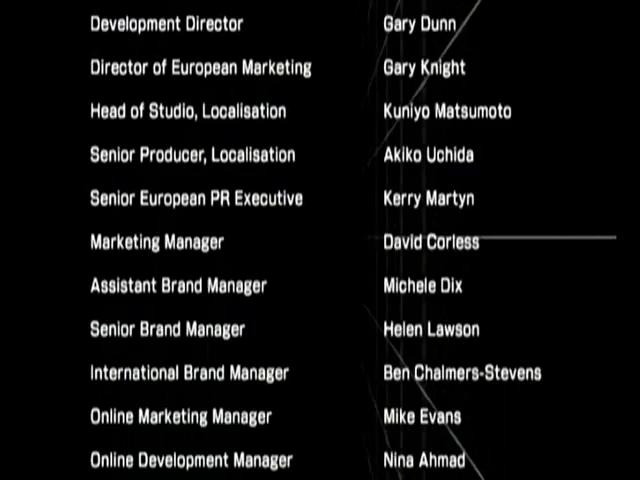 Development Director Gary Dunn
Director of European Marketing Gary Knight
Head of Studio, Localisation Kuniyo Matsumoto
Senior Producer, Localisation Akiko Uchida
Senior European PR Executive Kerry Martyn
Marketing Manager David Corless
Assistant Brand Manager Michele Dix
Senior Brand Manager Helen Lawson
International Brand Manager Ben Chalmers-Stevens
Online Marketing Manager Mike Evans
Online Development Manager Nina Ahmad